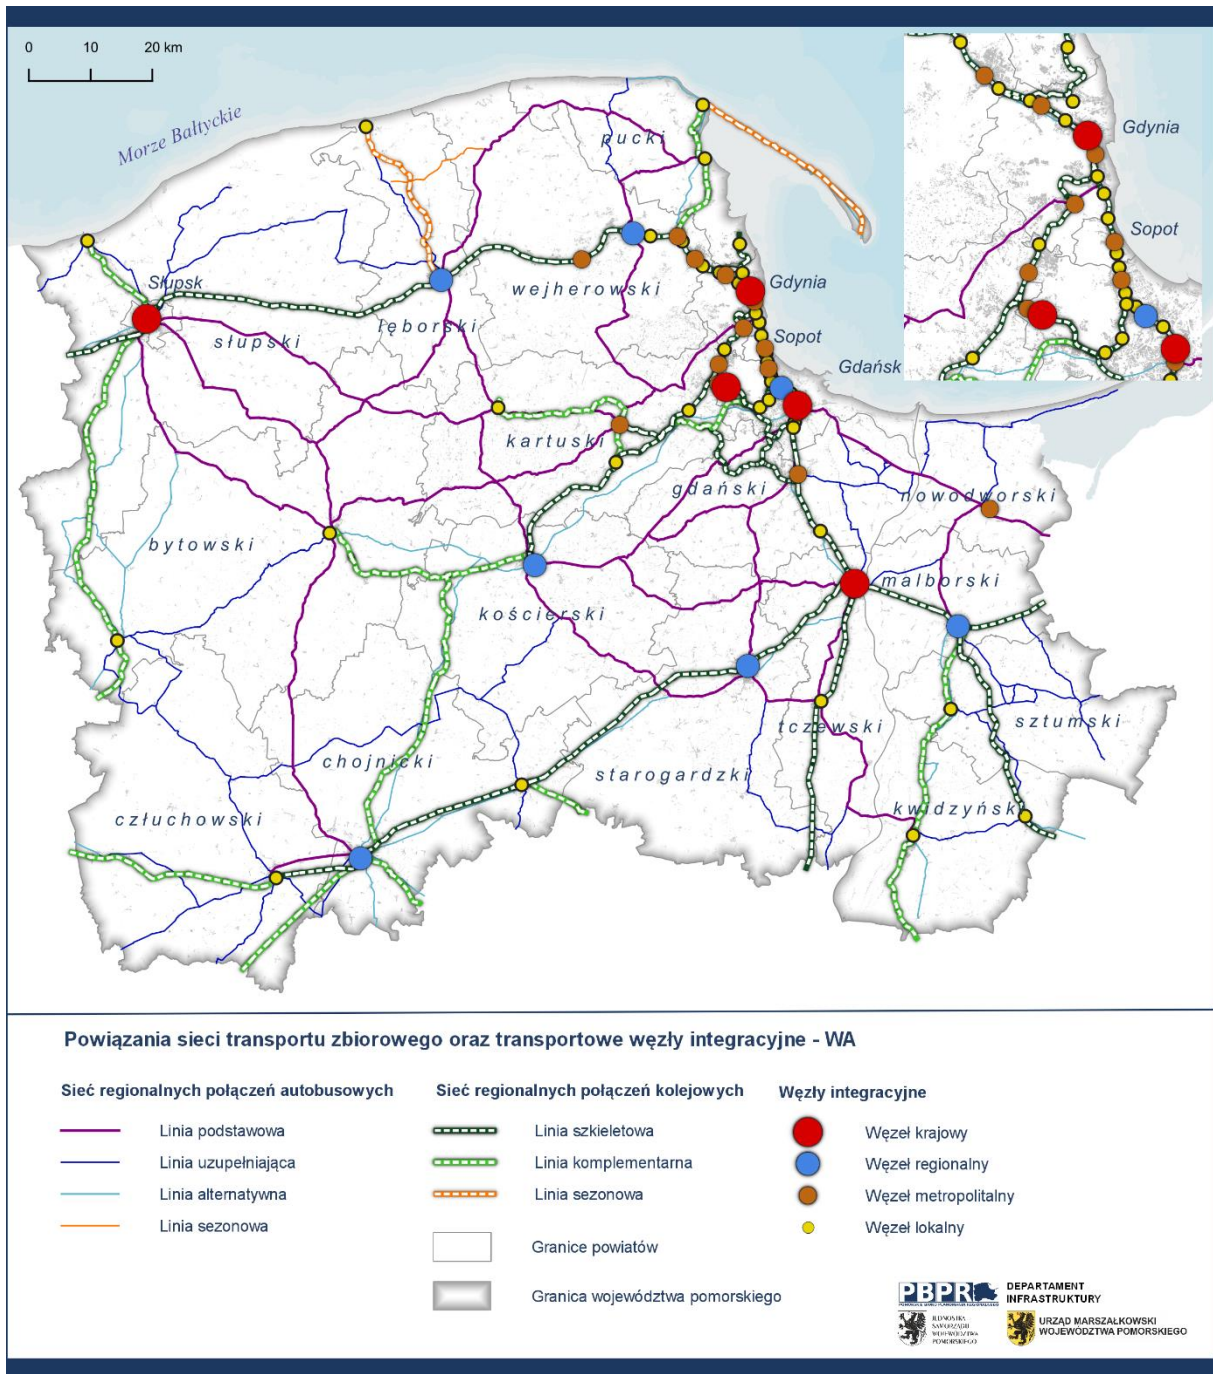 0 10 20 km
Morze Bałtyckie
pucki
Gdynia
Sopot
Słupsk
wejherowski
Gdynia
lęborski
słupski
Sopot
Gdańsk
kartuski
gdański
nowodworski
bytowski
malborski
kościerski
sztumski
tczewski
chojnicki
starogardzki
kwidzyński
człuchowski
Powiązania sieci transportu zbiorowego oraz transportowe węzły integracyjne - WA
Sieć regionalnych połączeń autobusowych
Linia podstawowa
Linia uzupełniająca
Linia alternatywna
Linia sezonowa
Sieć regionalnych połączeń kolejowych
Linia szkieletowa
Linia komplementarna
Linia sezonowa
Granice powiatów
Granica województwa pomorskiego
Węzły integracyjne
Węzeł krajowy
Węzeł regionalny
Węzeł metropolitalny
Węzeł lokalny
PBPR
DEPARTAMENT
INFRASTRUKTURY
JEDNOSTKA
SAMORZĄDU
WOJEWÓDZTWA
POMORSKIEGO
URZĄD MARSZAŁKOWSKI
WOJEWÓDZTWA POMORSKIEGO